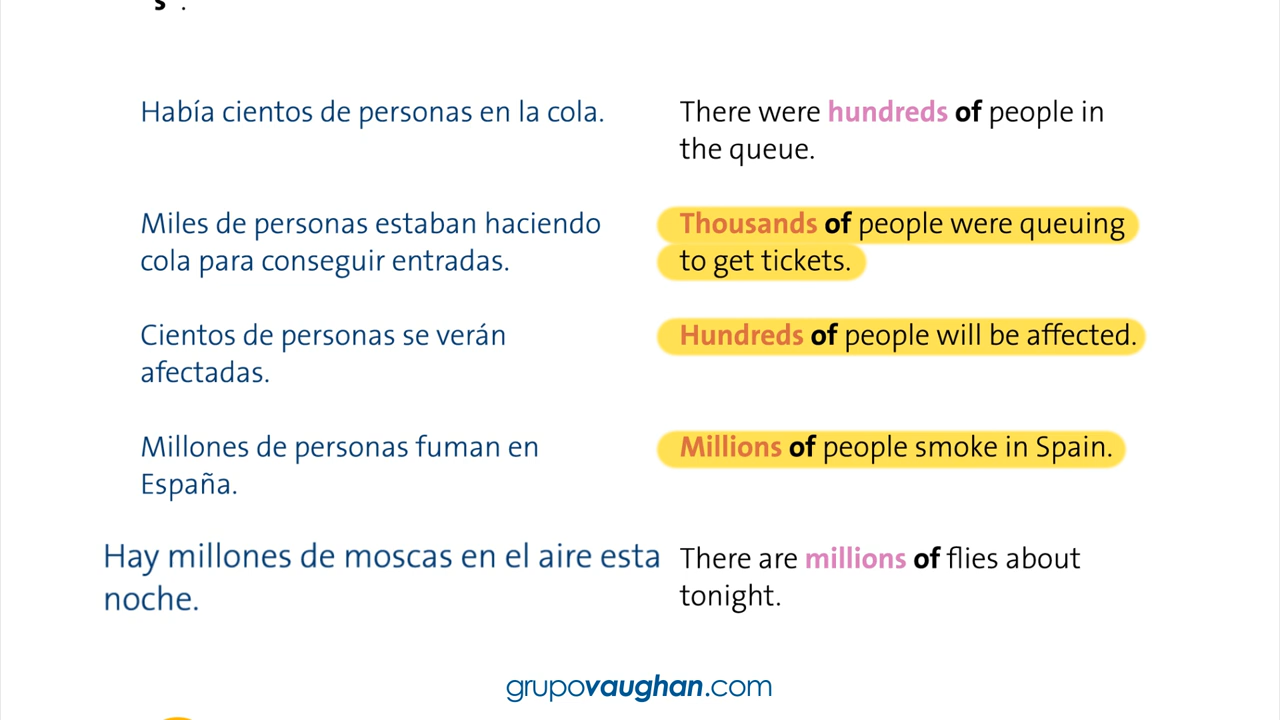 s .
Había cientos de personas en la cola.
There were hundreds of people in
the queue.
Miles de personas estaban haciendo
cola para conseguir entradas.
Thousands of people were queuing
to get tickets.
Cientos de personas se verán
afectadas.
Hundreds of people will be affected.
Millones de personas fuman en
España.
Millions of people smoke in Spain.
Hay millones de moscas en el aire esta
noche.
There are millions of flies about
tonight.
grupovaughan.com